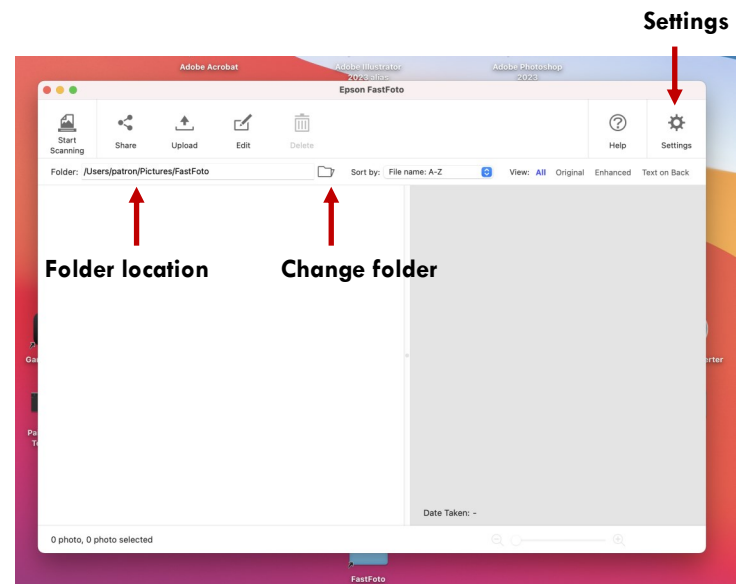 Settings
Adobe Acrobat
Adobe Illustrator
2023 alias
Adobe Photoshop
2023
Epson FastFoto
Start
Scanning
Share
Upload
Edit
Delete
Help
Settings
Folder: /Users/patron/Pictures/FastFoto
Sort by: File name: A-Z
View: All Original Enhanced Text on Back
Folder location
Change folder
Date Taken: -
0 photo, 0 photo selected
FastFoto